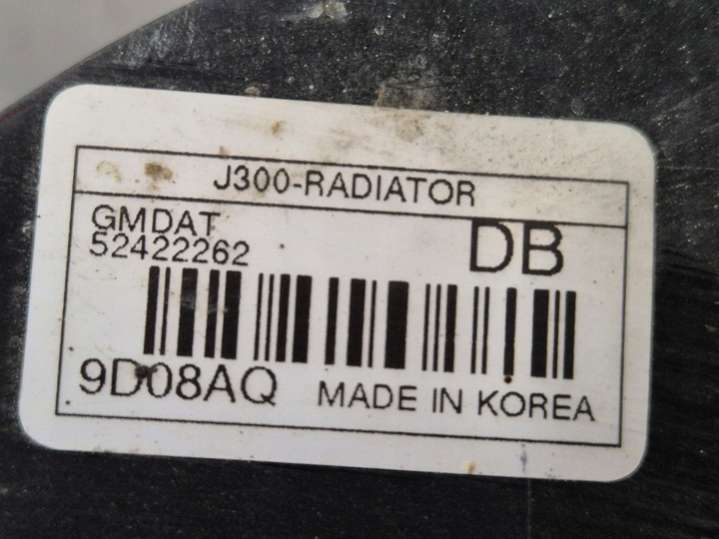 J300-RADIATOR
GMDAT
52422262
DB
9D08AQ
MADE IN KOREA